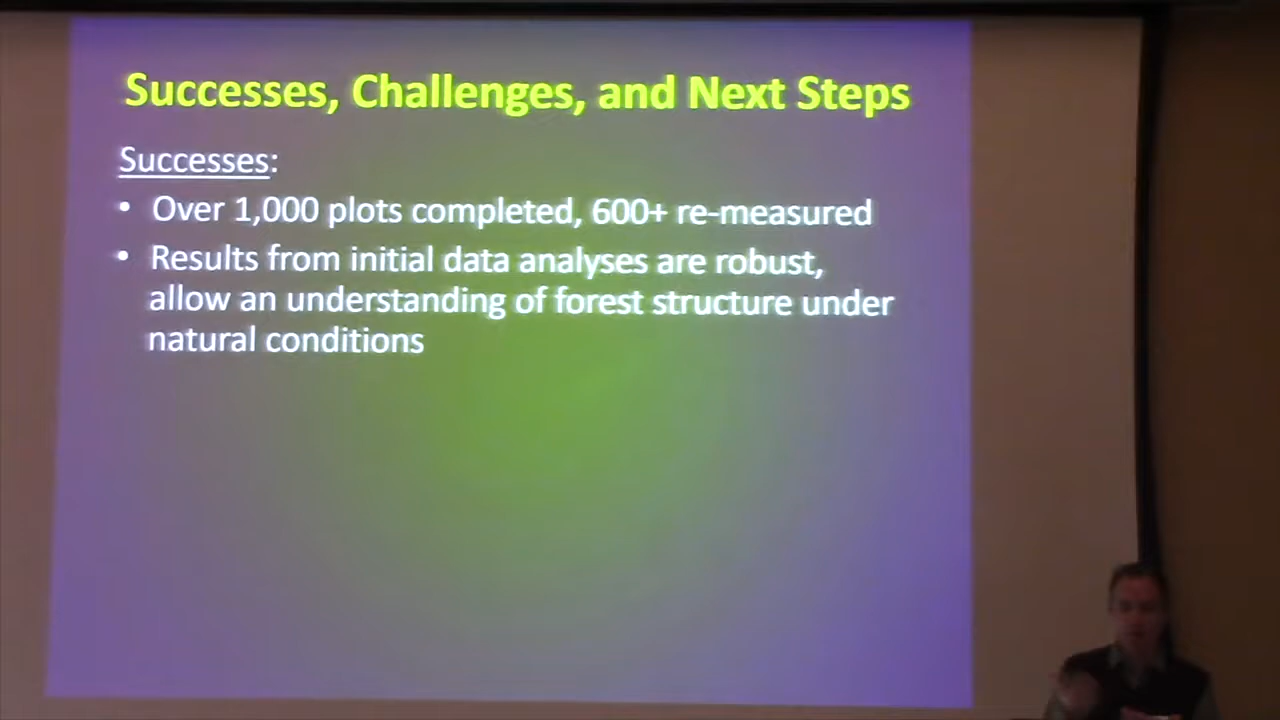 Successes, Challenges, and Next Steps
Successes:
• Over 1,000 plots completed, 600+ re-measured
• Results from initial data analyses are robust,
allow an understanding of forest structure under
natural conditions